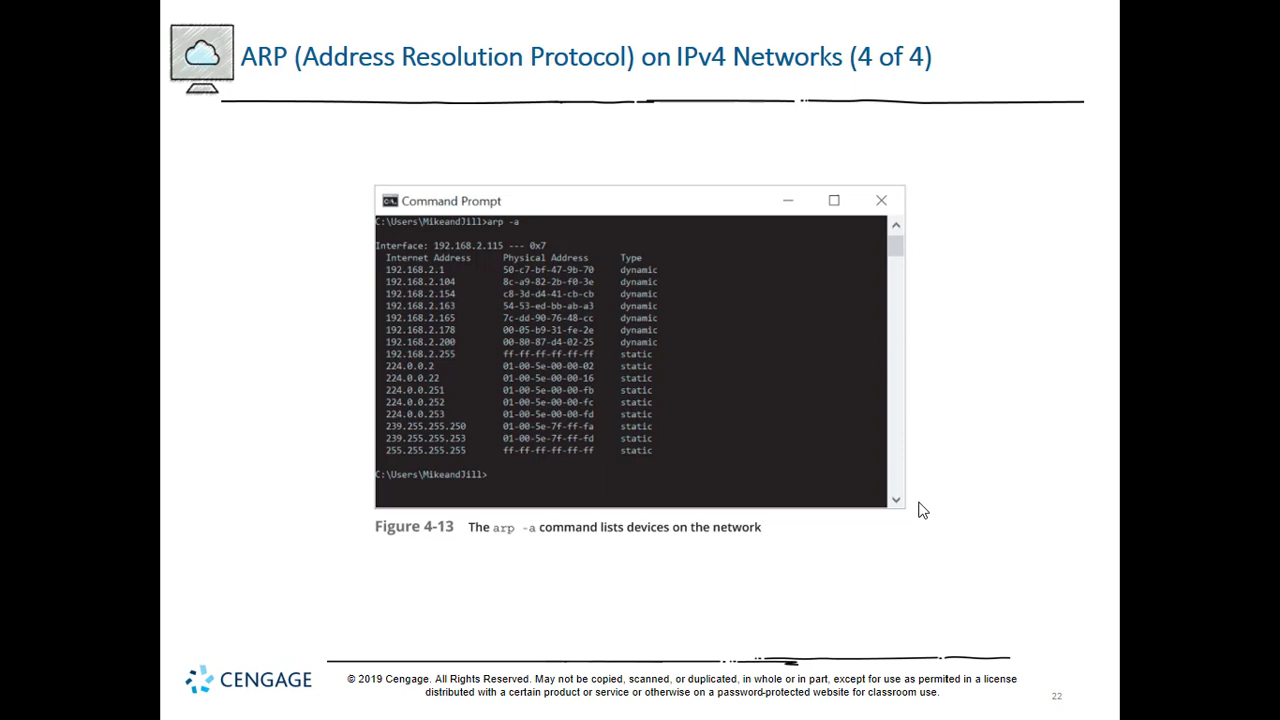 ARP (Address Resolution Protocol) on IPv4 Networks (4 of 4)
Command Prompt
C:\Users\MikeandJill>arp -a
Interface: 192.168.2.115 --- 0x7
Internet Address Physical Address Type
192.168.2.1 50-c7-bf-47-9b-70 dynamic
192.168.2.104 8c-a9-82-2b-f0-3e dynamic
192.168.2.154 c8-3d-d4-41-cb-cb dynamic
192.168.2.163 54-53-ed-bb-ab-a3 dynamic
192.168.2.165 7c-dd-90-76-48-cc dynamic
192.168.2.178 00-05-b9-31-fe-2e dynamic
192.168.2.200 00-80-87-d4-02-25 dynamic
192.168.2.255 ff-ff-ff-ff-ff-ff static
224.0.0.2 01-00-5e-00-00-02 static
224.0.0.22 01-00-5e-00-00-16 static
224.0.0.251 01-00-5e-00-00-fb static
224.0.0.252 01-00-5e-00-00-fc static
224.0.0.253 01-00-5e-00-00-fd static
239.255.255.250 01-00-5e-7f-ff-fa static
239.255.255.253 01-00-5e-7f-ff-fd static
255.255.255.255 ff-ff-ff-ff-ff-ff static
C:\Users\MikeandJill>
Figure 4-13 The arp -a command lists devices on the network
CENGAGE
© 2019 Cengage. All Rights Reserved. May not be copied, scanned, or duplicated, in whole or in part, except for use as permitted in a license
distributed with a certain product or service or otherwise on a password-protected website for classroom use.
22